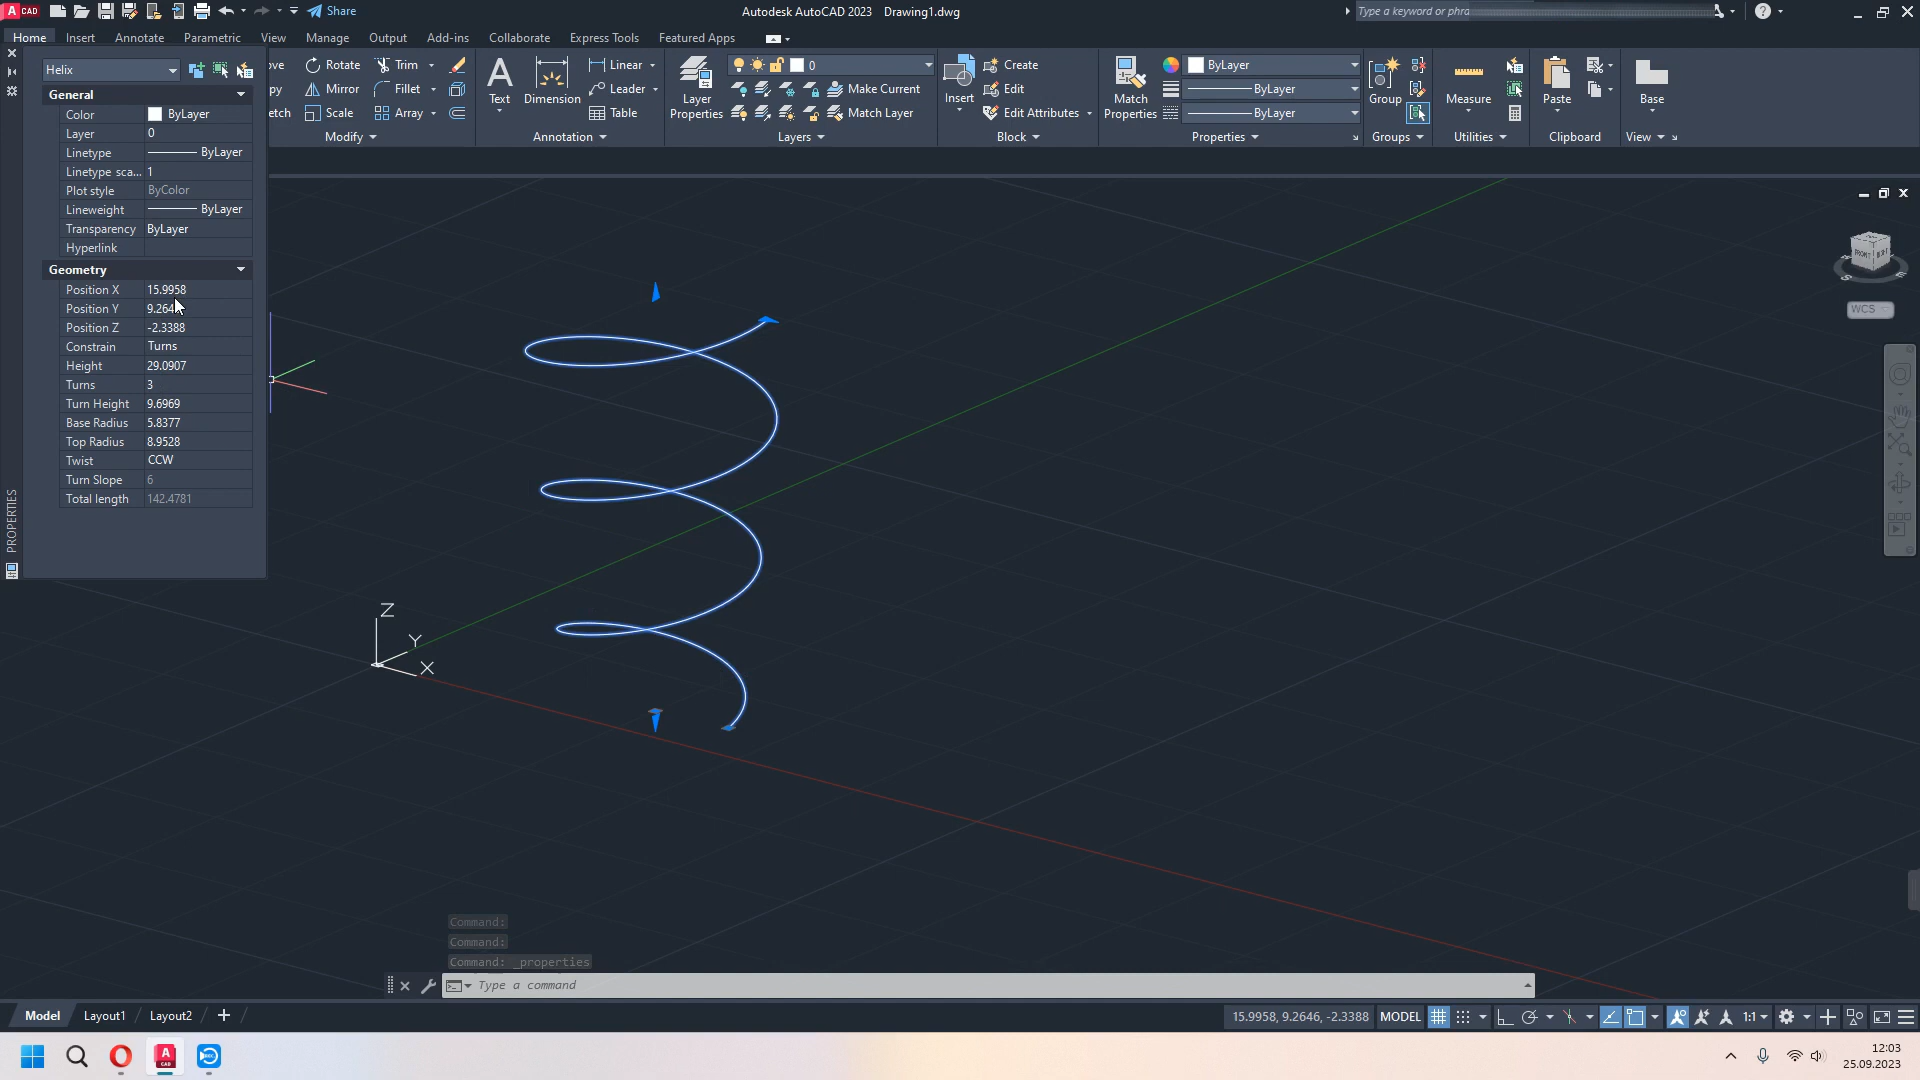 A CAD Share Autodesk AutoCAD 2023 Drawing1.dwg Type a keyword or phra
Home Insert Annotate Parametric View Manage Output Add-ins Collaborate Express Tools Featured Apps
Helix
ove Rotate Trim
py Mirror Fillet
etch Scale Array
Modify
Text
Dimension
Linear
Leader
Table
Annotation
Layer Properties
0
Make Current
Match Layer
Layers
Insert
Create
Edit
Edit Attributes
Block
Match Properties
ByLayer
ByLayer
ByLayer
Properties
Group
Groups
Measure
Utilities
Paste
Clipboard
Base
View
General
Color ByLayer
Layer 0
Linetype ByLayer
Linetype sca... 1
Plot style ByColor
Lineweight ByLayer
Transparency ByLayer
Hyperlink
Geometry
Position X 15.9958
Position Y 9.264
Position Z -2.3388
Constrain Turns
Height 29.0907
Turns 3
Turn Height 9.6969
Base Radius 5.8377
Top Radius 8.9528
Twist CCW
Turn Slope 6
Total length 142.4781
PROPERTIES
FRONT
WCS
Z
Y
X
Command:
Command:
Command: _properties
Type a command
Model Layout1 Layout2
15.9958, 9.2646, -2.3388 MODEL 1:1
12:03
25.09.2023